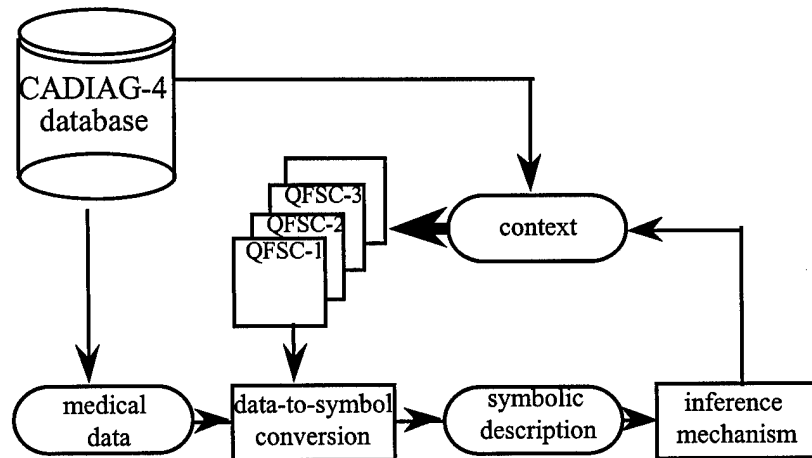 CADIAG-4
database
QFSC-3
QFSC-2
QFSC-1
context
medical
data
data-to-symbol
conversion
symbolic
description
inference
mechanism